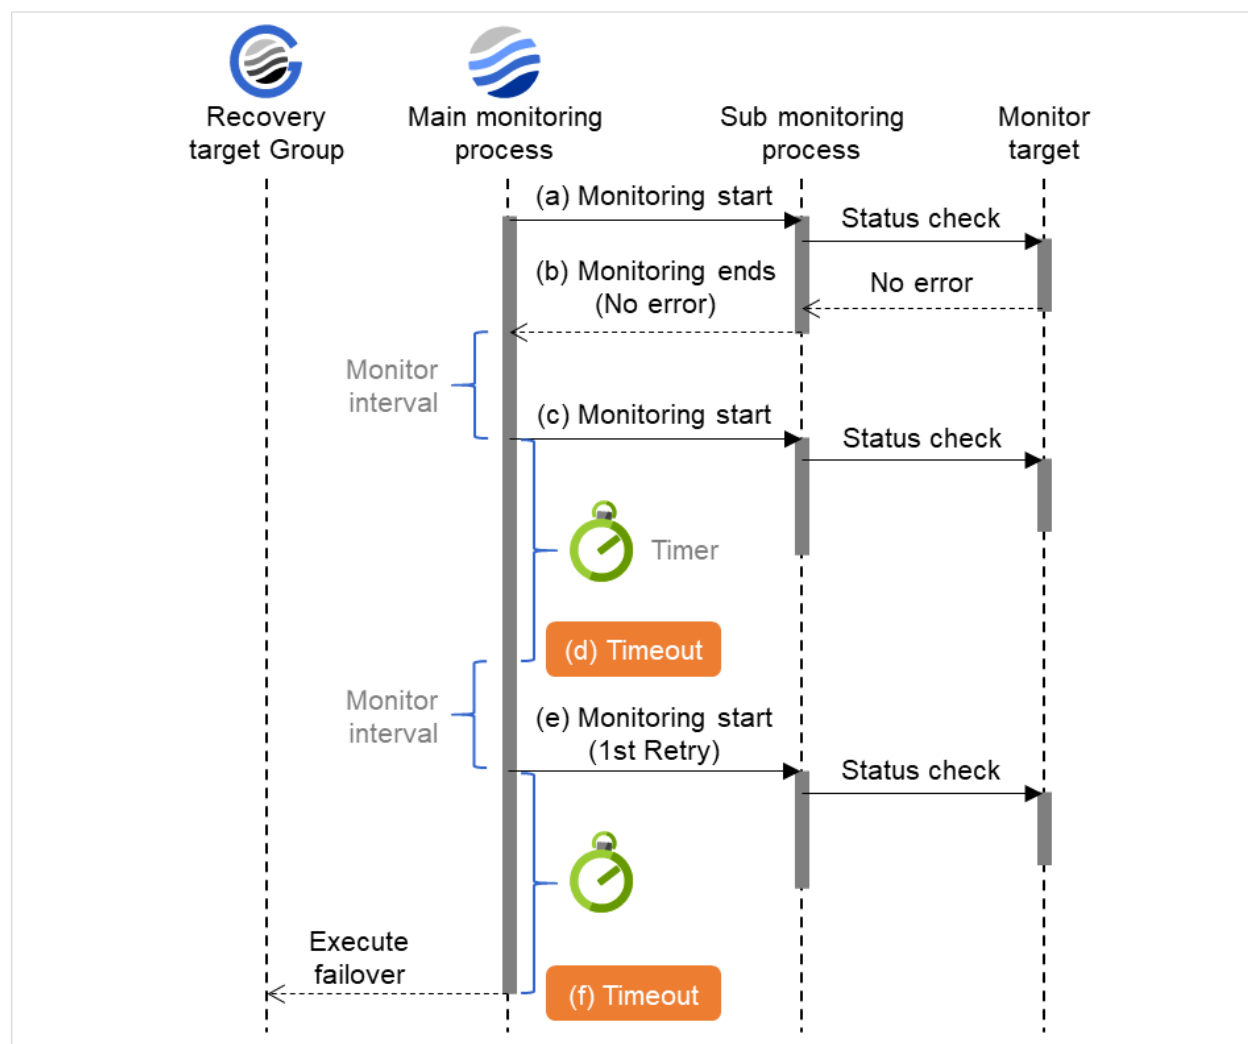 Recovery
target Group
Main monitoring
process
Sub monitoring
process
Monitor
target
(a) Monitoring start
Status check
(b) Monitoring ends
(No error)
No error
Monitor
interval
(c) Monitoring start
Status check
Timer
(d) Timeout
Monitor
interval
(e) Monitoring start
(1st Retry)
Status check
Execute
failover
(f) Timeout